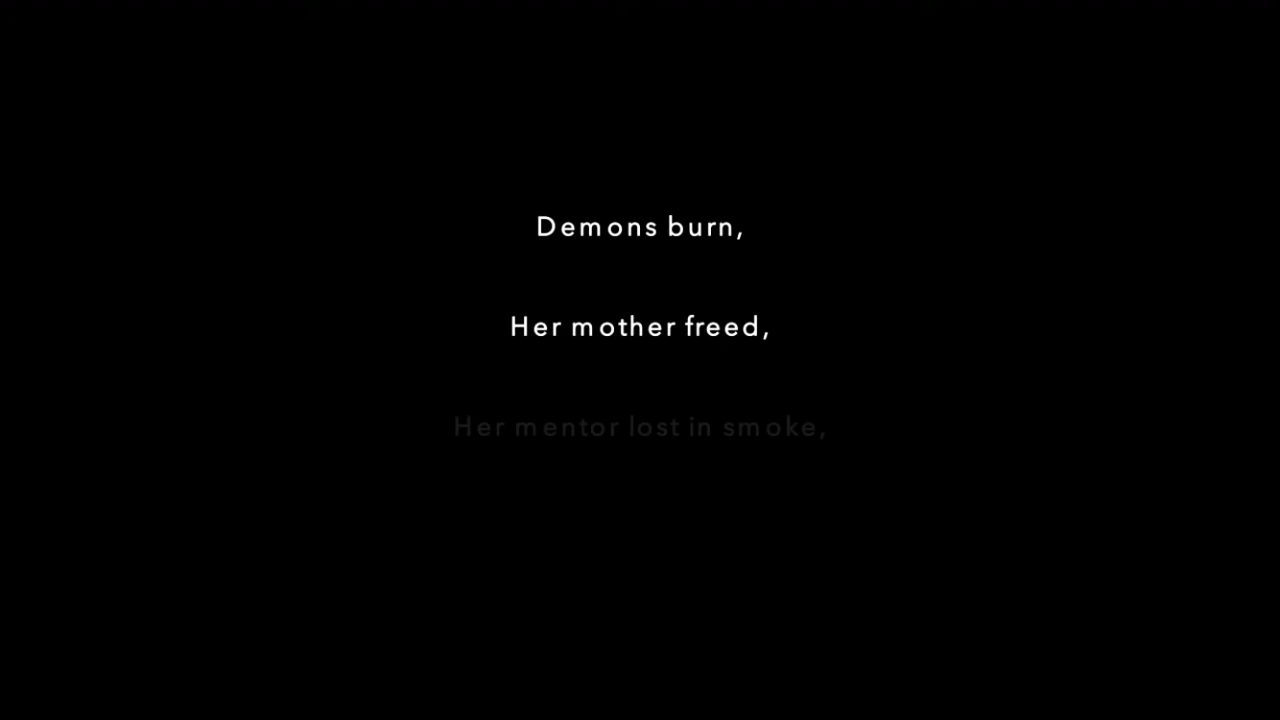 Demons burn,
Her mother freed,
Her mentor lost in smoke,